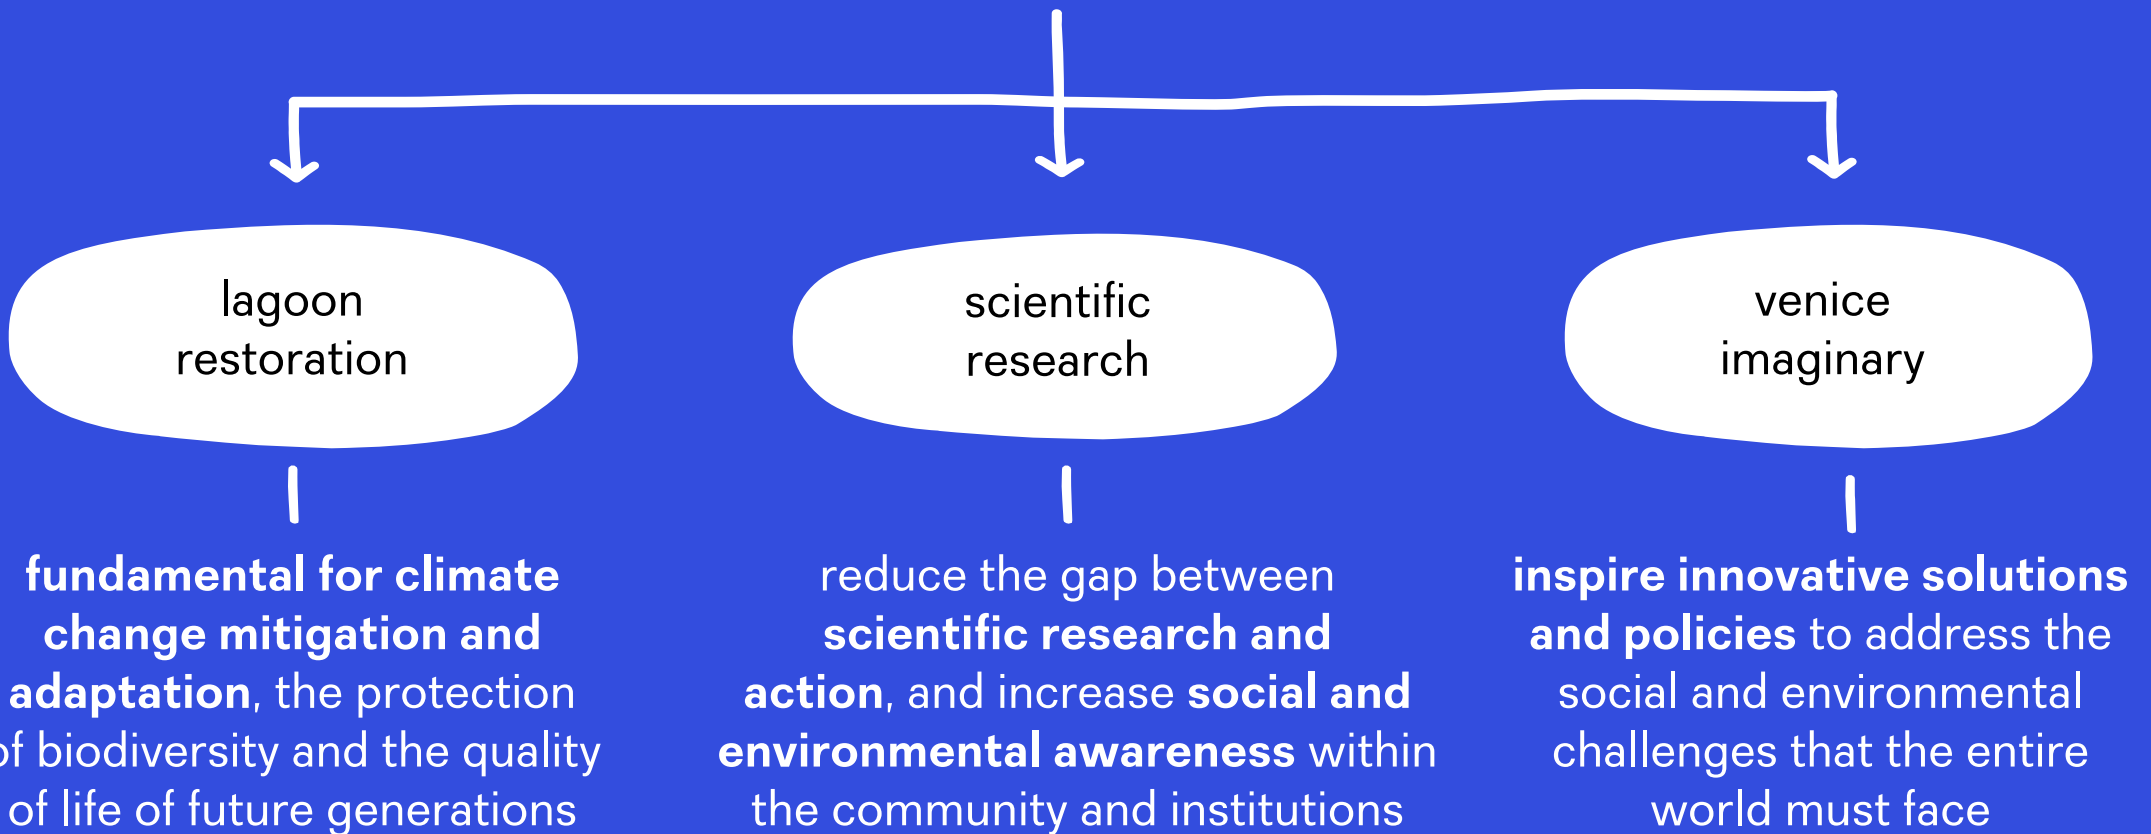 lagoon
restoration
scientific
research
venice
imaginary
fundamental for climate
change mitigation and
adaptation, the protection
of biodiversity and the quality
of life of future generations
reduce the gap between
scientific research and
action, and increase social and
environmental awareness within
the community and institutions
inspire innovative solutions
and policies to address the
social and environmental
challenges that the entire
world must face